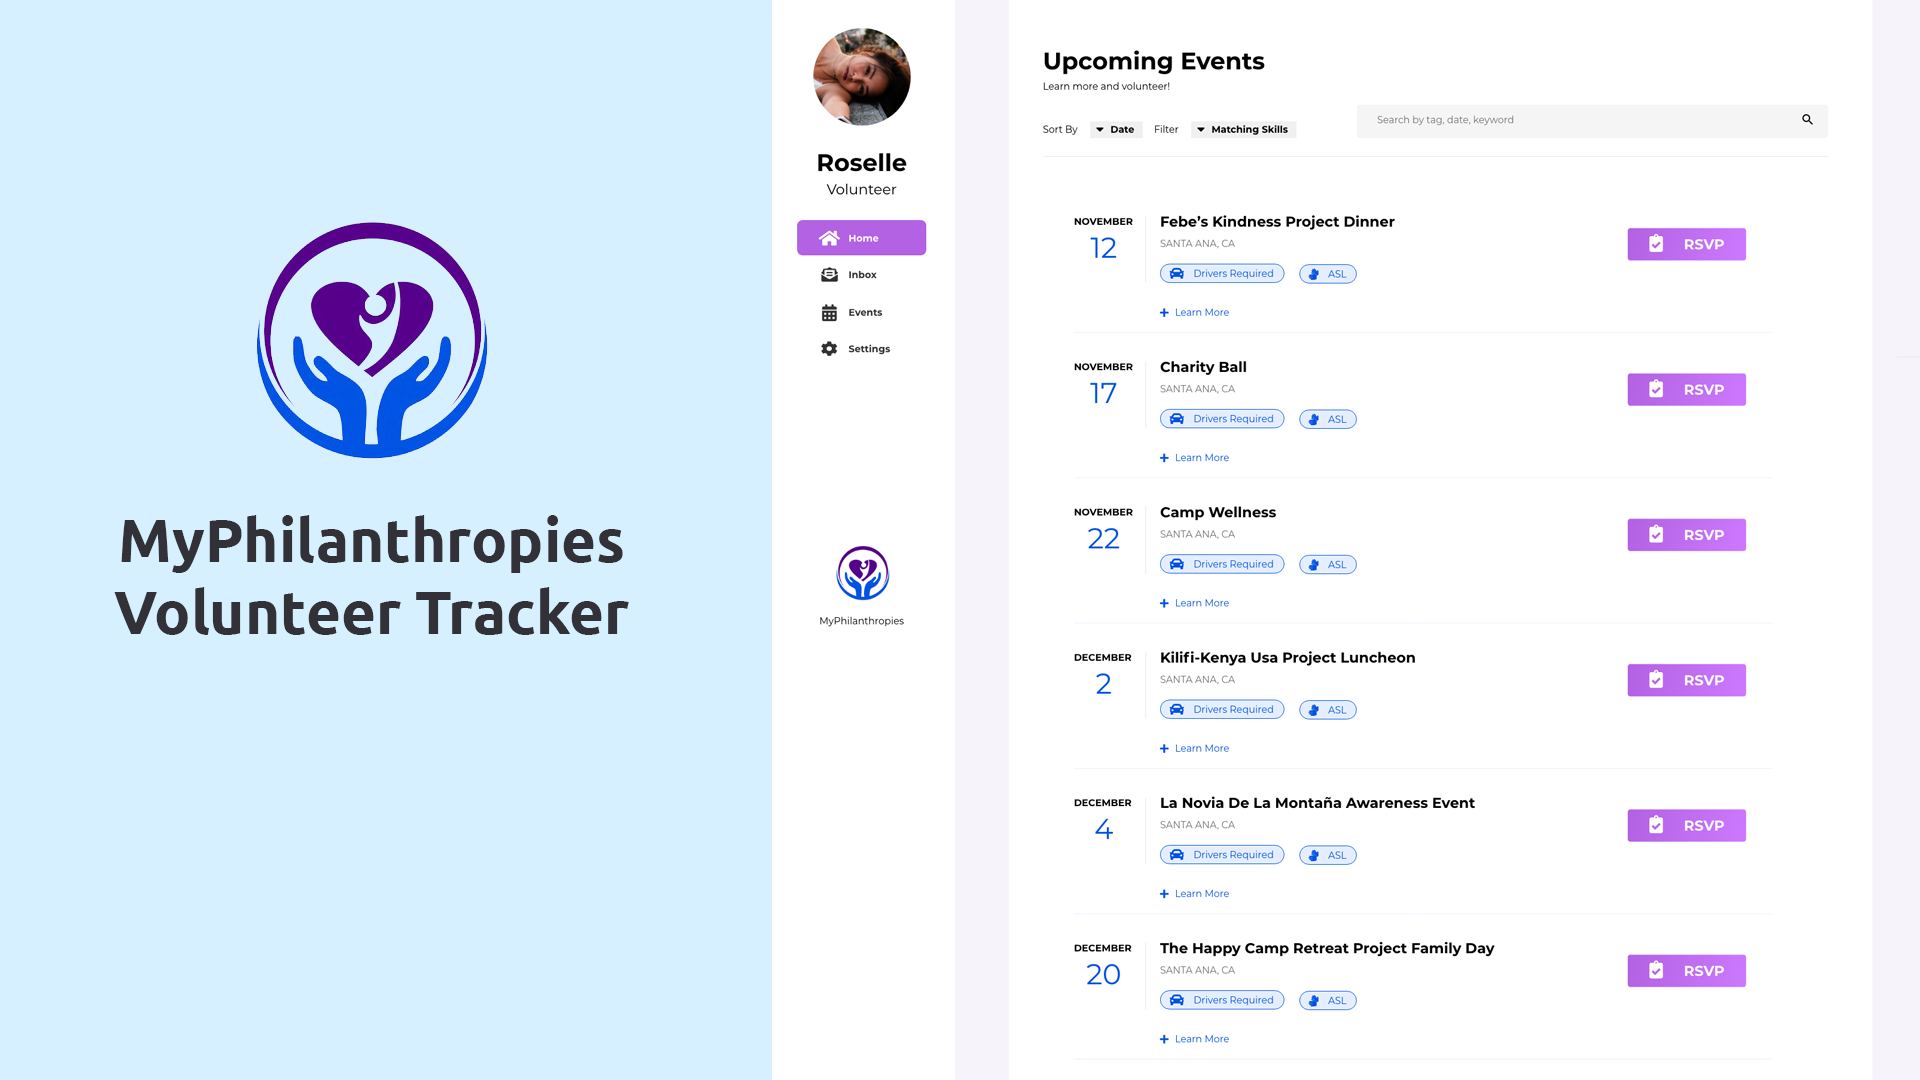 MyPhilanthropies
Volunteer Tracker
Roselle
Volunteer
Home
Inbox
Events
Settings
MyPhilanthropies
Upcoming Events
Learn more and volunteer!
Sort By Date Filter Matching Skills
Search by tag, date, keyword
NOVEMBER
12
Febe’s Kindness Project Dinner
SANTA ANA, CA
Drivers Required ASL
+ Learn More
RSVP
NOVEMBER
17
Charity Ball
SANTA ANA, CA
Drivers Required ASL
+ Learn More
RSVP
NOVEMBER
22
Camp Wellness
SANTA ANA, CA
Drivers Required ASL
+ Learn More
RSVP
DECEMBER
2
Kilifi-Kenya Usa Project Luncheon
SANTA ANA, CA
Drivers Required ASL
+ Learn More
RSVP
DECEMBER
4
La Novia De La Montaña Awareness Event
SANTA ANA, CA
Drivers Required ASL
+ Learn More
RSVP
DECEMBER
20
The Happy Camp Retreat Project Family Day
SANTA ANA, CA
Drivers Required ASL
+ Learn More
RSVP